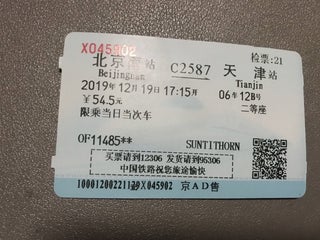 X045902 检票:21
北京南站 C2587 天津站
Beijingnan Tianjin
2019年12月19日17:15开 06车12B号
￥54.5元 二等座
限乘当日当次车
OF11485** SUNTITHORN
买票请到12306 发货请到95306
中国铁路祝您旅途愉快
X045902 京AD售